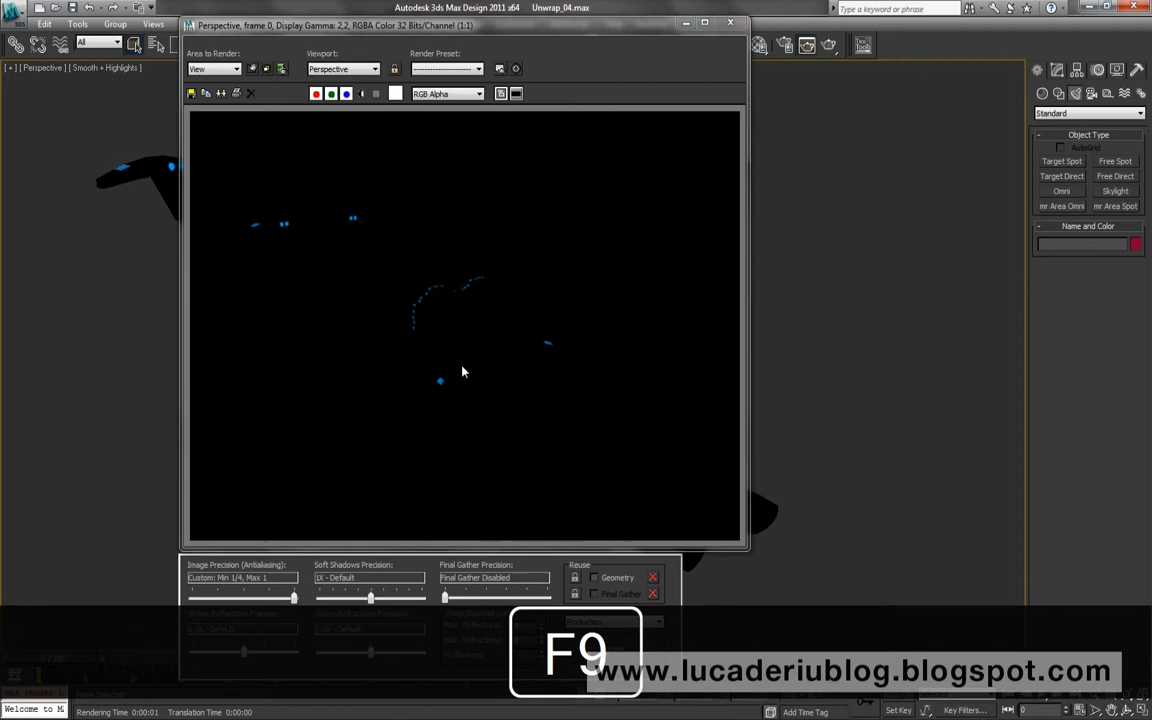 Autodesk 3ds Max Design 2011 x64 Unwrap_04.max
Type a keyword or phrase
Edit Tools Group Views
All
[ + ] [ Perspective ] [ Smooth + Highlights ]
Perspective, frame 0, Display Gamma: 2,2, RGBA Color 32 Bits/Channel (1:1)
Area to Render: Viewport: Render Preset:
View Perspective
RGB Alpha
Tex Tools
Standard
Object Type
AutoGrid
Target Spot Free Spot
Target Direct Free Direct
Omni Skylight
mr Area Omni mr Area Spot
Name and Color
Image Precision (Antialiasing): Soft Shadows Precision: Final Gather Precision: Reuse
Custom: Min 1/4, Max 1 1X - Default Final Gather Disabled Geometry
Final Gather
Production
F9
www.lucaderiublog.blogspot.com
Welcome to M
Rendering Time 0:00:01 Translation Time 0:00:00
Add Time Tag
Set Key Key Filters...
0